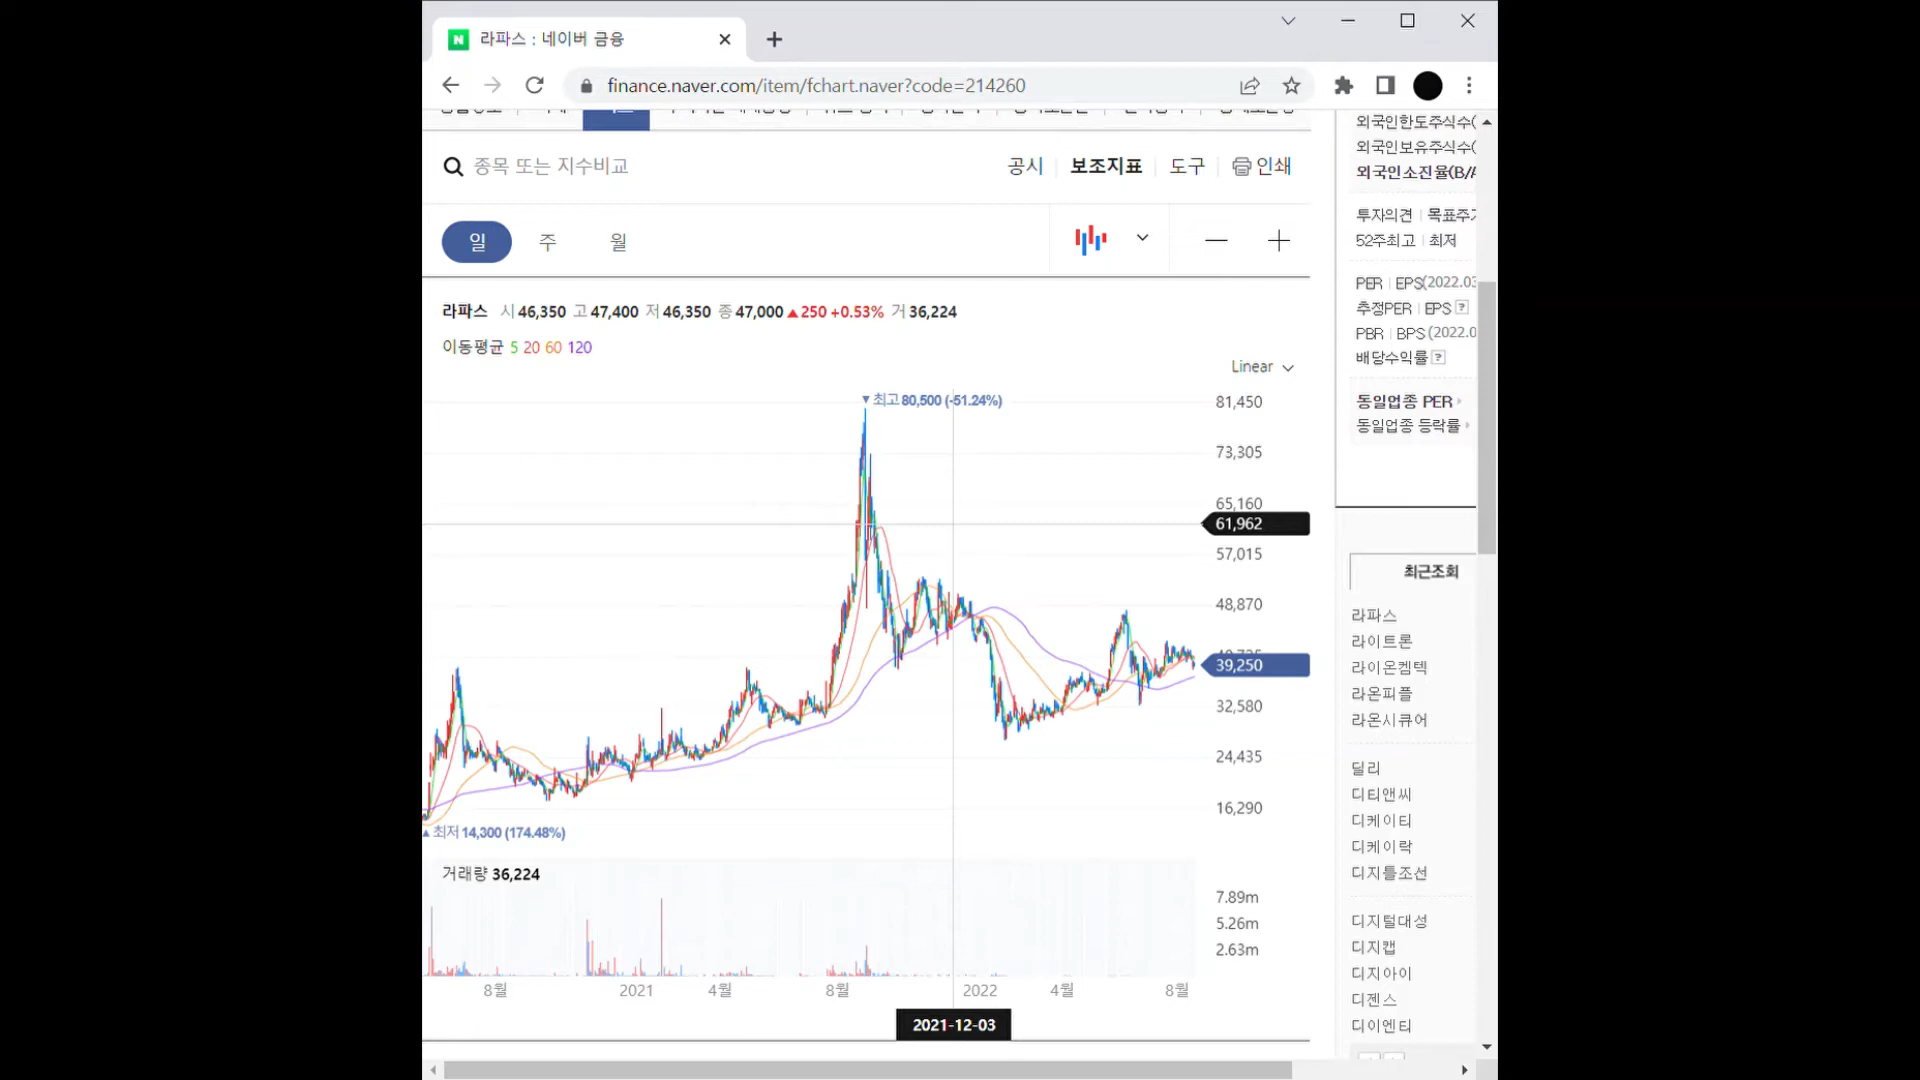 라파스 : 네이버 금융
finance.naver.com/item/fchart.naver?code=214260
종목 또는 지수비교
공시 보조지표 도구 인쇄
일 주 월
라파스 시 46,350 고 47,400 저 46,350 종 47,000 ▲250 +0.53% 거 36,224
이동평균 5 20 60 120
Linear
▼최고 80,500 (-51.24%)
81,450
73,305
65,160
61,962
57,015
48,870
39,250
32,580
24,435
16,290
▲최저 14,300 (174.48%)
거래량 36,224
7.89m
5.26m
2.63m
8월 2021 4월 8월 2022 4월 8월
2021-12-03
외국인한도주식수(
외국인보유주식수(
외국인소진율(B/A
투자의견 | 목표주가
52주최고 | 최저
PER | EPS(2022.03
추정PER | EPS ?
PBR | BPS (2022.0
배당수익률 ?
동일업종 PER
동일업종 등락률
최근조회
라파스
라이트론
라이온켐텍
라온피플
라온시큐어
딜리
디티앤씨
디케이티
디케이락
디지틀조선
디지털대성
디지캡
디지아이
디젠스
디이엔티